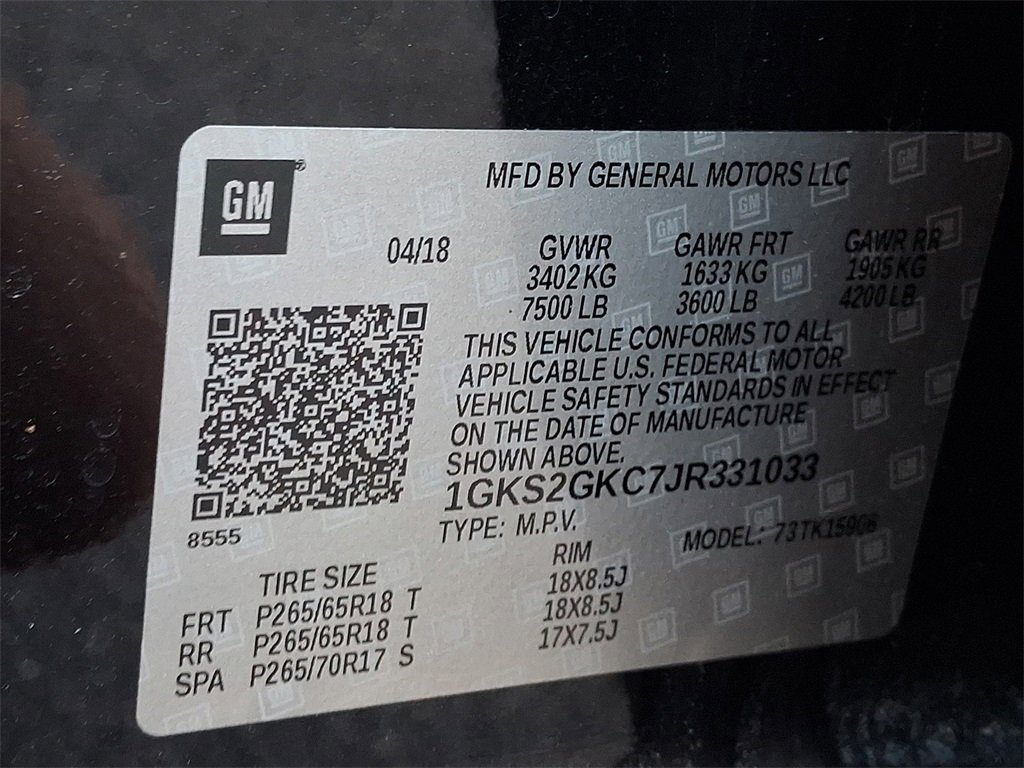 GM
MFD BY GENERAL MOTORS LLC
04/18 GVWR GAWR FRT GAWR RR
3402 KG 1633 KG 1905 KG
7500 LB 3600 LB 4200 LB
THIS VEHICLE CONFORMS TO ALL
APPLICABLE U.S. FEDERAL MOTOR
VEHICLE SAFETY STANDARDS IN EFFECT
ON THE DATE OF MANUFACTURE
SHOWN ABOVE.
1GKS2GKC7JR331033
8555
TYPE: M.P.V. MODEL: 73TK15906
TIRE SIZE RIM
FRT P265/65R18 T 18X8.5J
RR P265/65R18 T 18X8.5J
SPA P265/70R17 S 17X7.5J